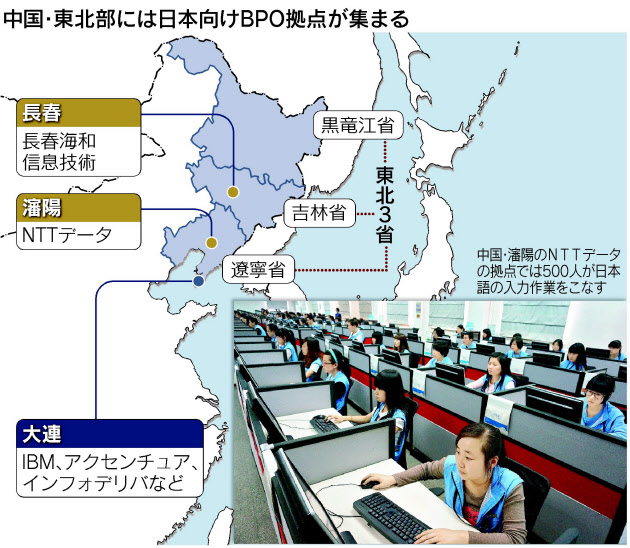 中国・東北部には日本向けBPO拠点が集まる
長春
長春海和
信息技術
瀋陽
NTTデータ
大連
IBM、アクセンチュア、
インフォデリバなど
黒竜江省
吉林省
遼寧省
東北3省
中国・瀋陽のNTTデータ
の拠点では500人が日本
語の入力作業をこなす